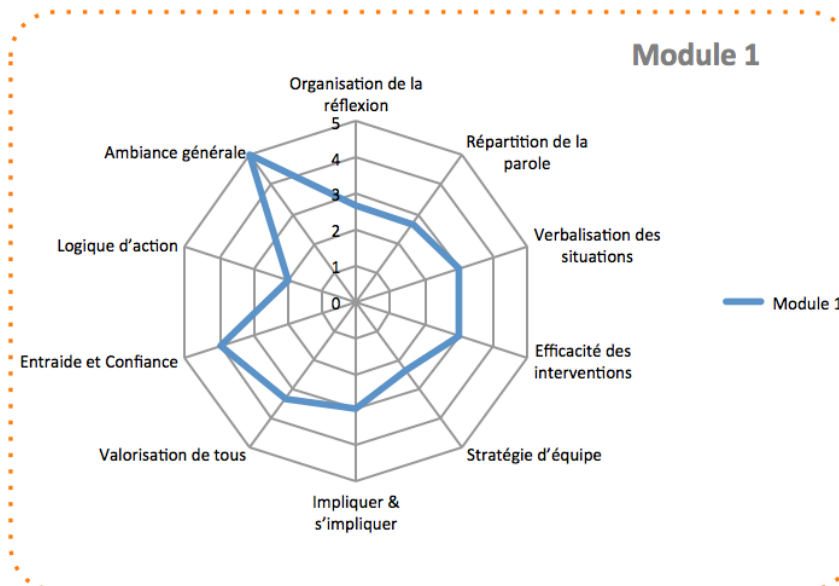 Module 1
Organisation de la
réflexion
5
Répartition de la
parole
Ambiance générale
4
3
Verbalisation des
situations
Logique d'action
2
1
0
Module 1
Efficacité des
interventions
Entraide et Confiance
Stratégie d'équipe
Valorisation de tous
Impliquer &
s'impliquer